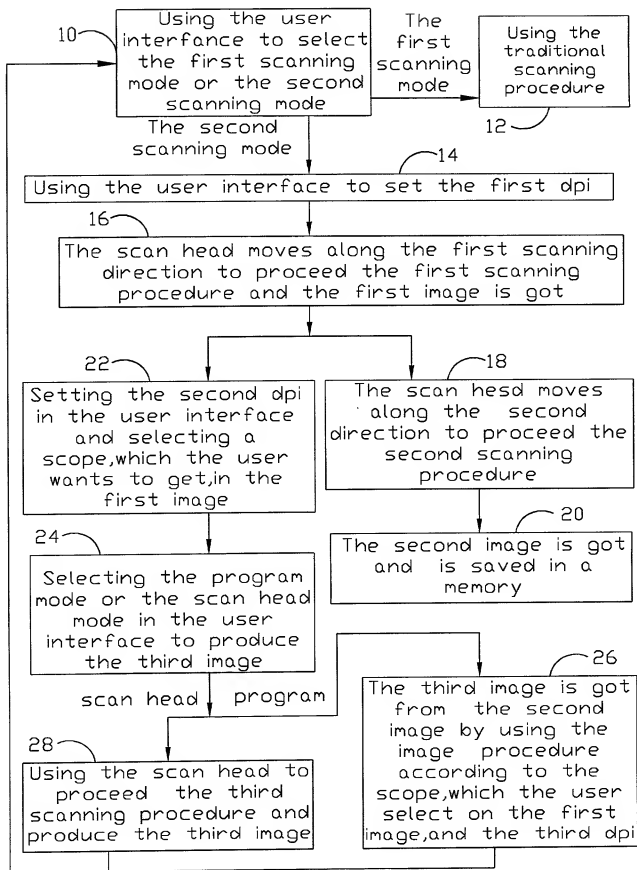 10
Using the user
interfance to select
the first scanning
mode or the second
scanning mode
The
first
scanning
mode
Using the
traditional
scanning
procedure
12
The second
scanning mode
14
Using the user interface to set the first dpi
16
The scan head moves along the first scanning
direction to proceed the first scanning
procedure and the first image is got
22
Setting the second dpi
in the user interface
and selecting a
scope,which the user
wants to get,in the
first image
18
The scan hesd moves
along the second
direction to proceed the
second scanning
procedure
20
The second image is got
and is saved in a
memory
24
Selecting the program
mode or the scan head
mode in the user
interface to produce
the third image
scan head
program
26
The third image is got
from the second
image by using the
image procedure
according to the
scope,which the user
select on the first
image,and the third dpi
28
Using the scan head to
proceed the third
scanning procedure and
produce the third image